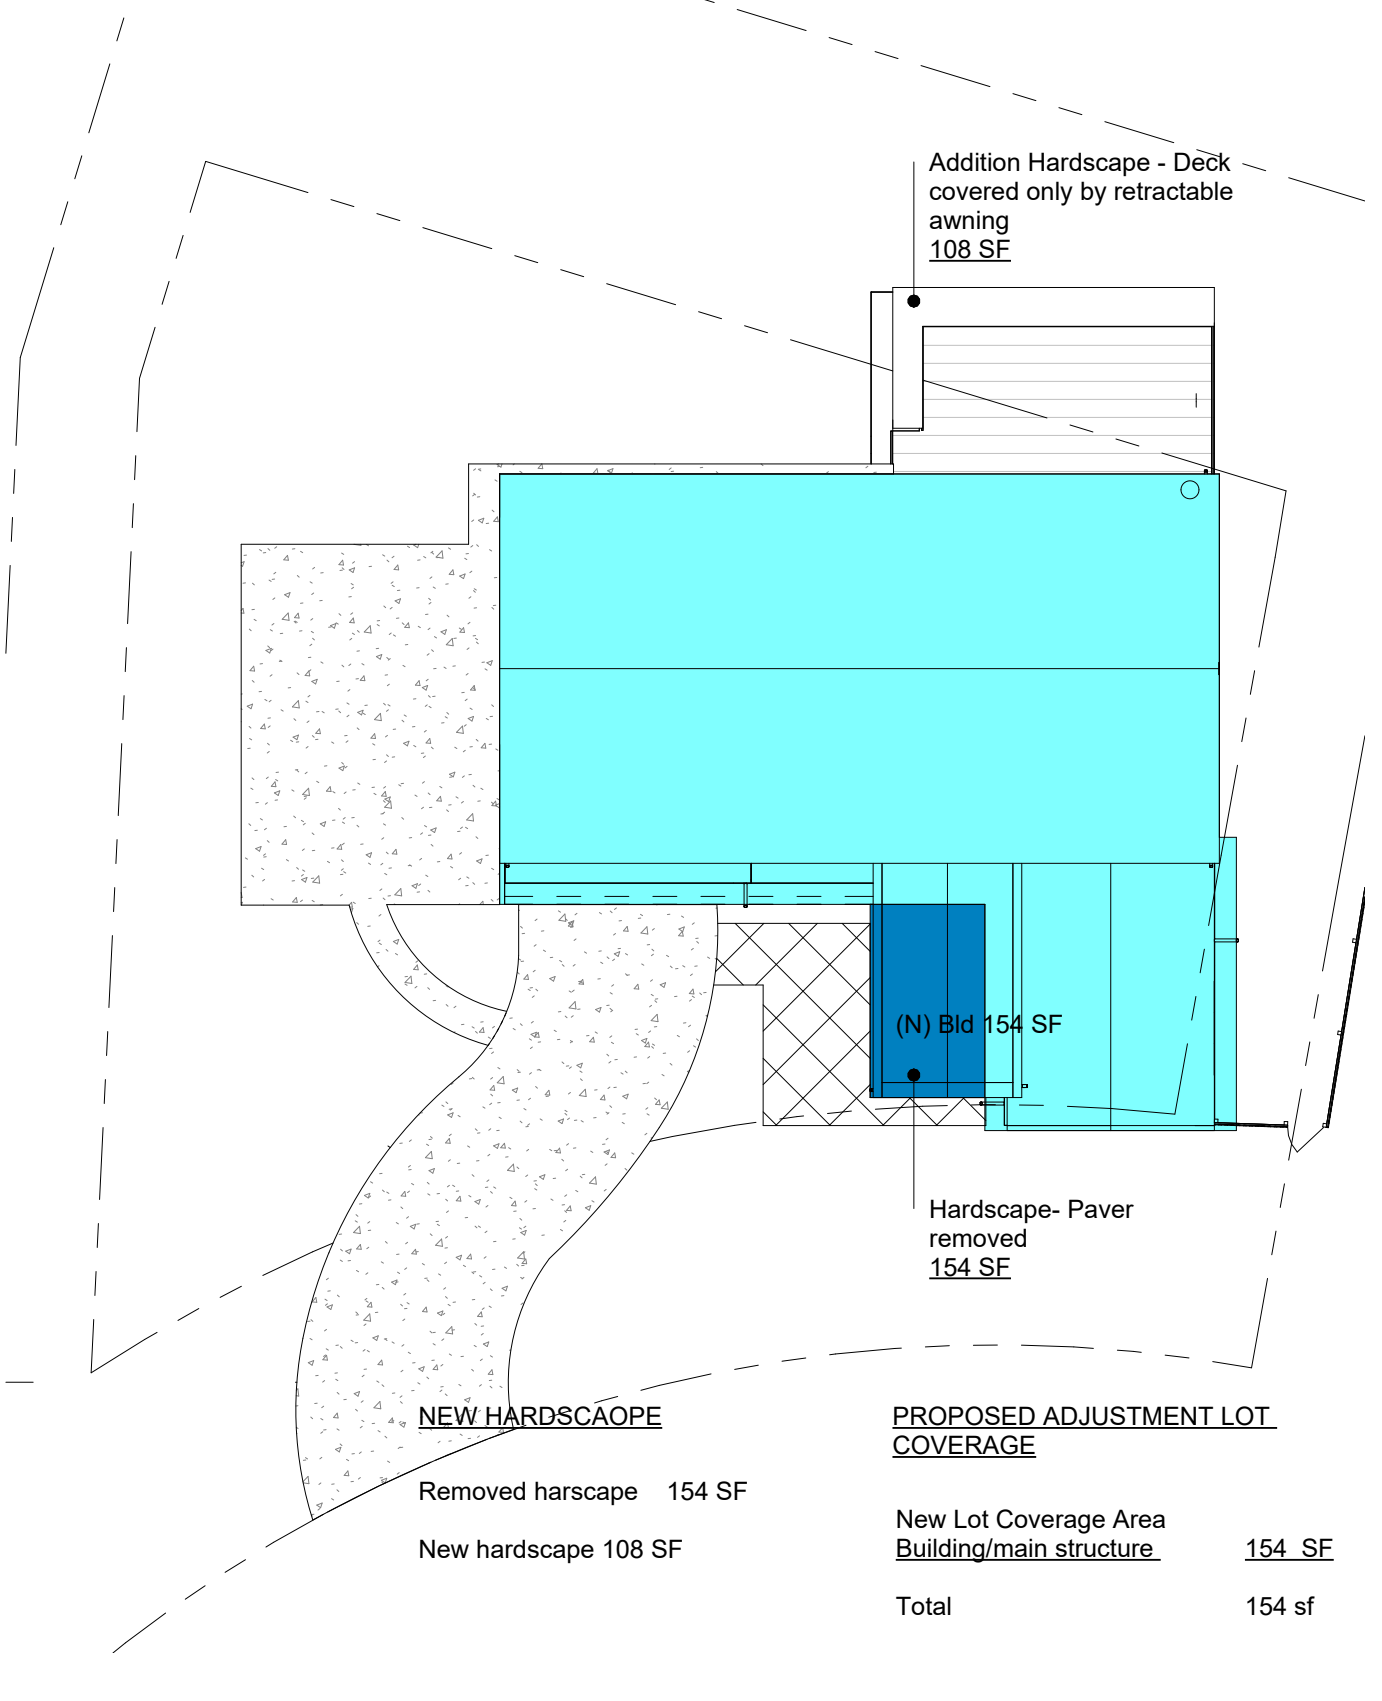 Addition Hardscape - Deck
covered only by retractable
awning
108 SF
(N) Bld 154 SF
Hardscape- Paver
removed
154 SF
NEW HARDSCAOPE
Removed harscape 154 SF
New hardscape 108 SF
PROPOSED ADJUSTMENT LOT
COVERAGE
New Lot Coverage Area
Building/main structure 154 SF
Total 154 sf